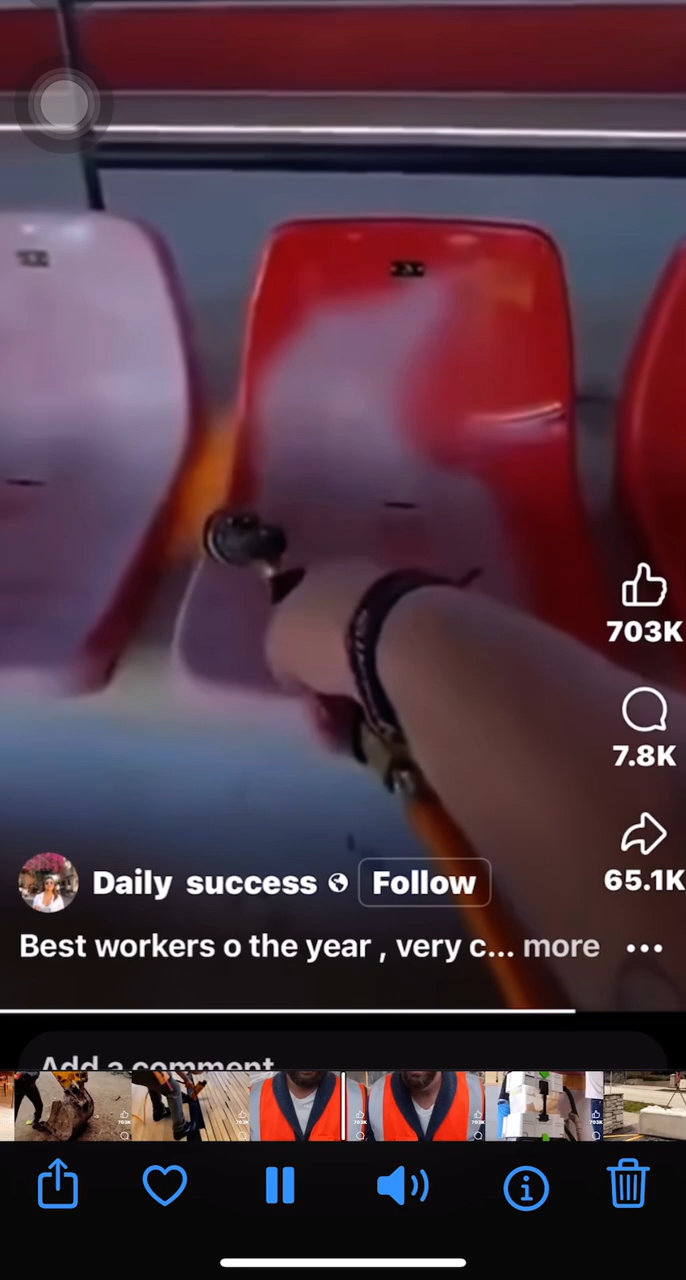 703K
7.8K
65.1K
Daily success
Follow
Best workers o the year , very c... more
Add a comment